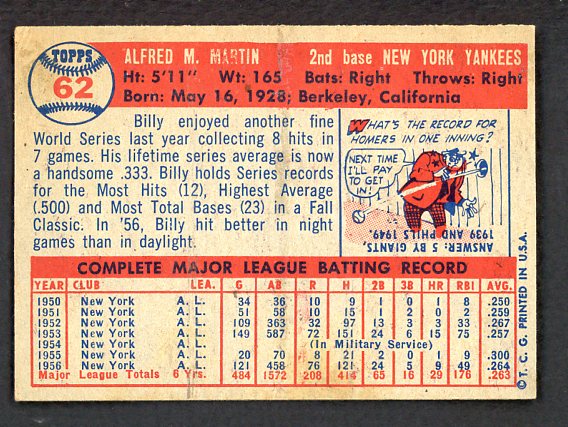 TOPPS
62
ALFRED M. MARTIN 2nd base NEW YORK YANKEES
Ht: 5'11" Wt: 165 Bats: Right Throws: Right
Born: May 16, 1928; Berkeley, California
Billy enjoyed another fine
World Series last year collecting 8 hits in
7 games. His lifetime series average is now
a handsome .333. Billy holds Series records
for the Most Hits (12), Highest Average
(.500) and Most Total Bases (23) in a Fall
Classic. In '56, Billy hit better in night
games than in daylight.
WHAT'S THE RECORD FOR
HOMERS IN ONE INNING?
NEXT TIME
I'LL PAY TO
GET IN!
ANSWER: 5 BY GIANTS,
1939 AND PHILS 1949.
COMPLETE MAJOR LEAGUE BATTING RECORD
YEAR CLUB LEA. G AB R H 2B 3B HR RBI AVG.
1950 New York A. L. 34 36 10 9 1 0 1 8 .250
1951 New York A. L. 51 58 10 15 1 2 0 2 .259
1952 New York A. L. 109 363 32 97 13 3 3 33 .267
1953 New York A. L. 149 587 72 151 24 6 15 75 .257
1954 New York A. L. (In Military Service)
1955 New York A. L. 20 70 8 21 2 0 1 9 .300
1956 New York A. L. 121 458 76 121 24 5 9 49 .264
Major League Totals 6 Yrs. 484 1572 208 414 65 16 29 176 .263
© T. C. G. PRINTED IN U.S.A.